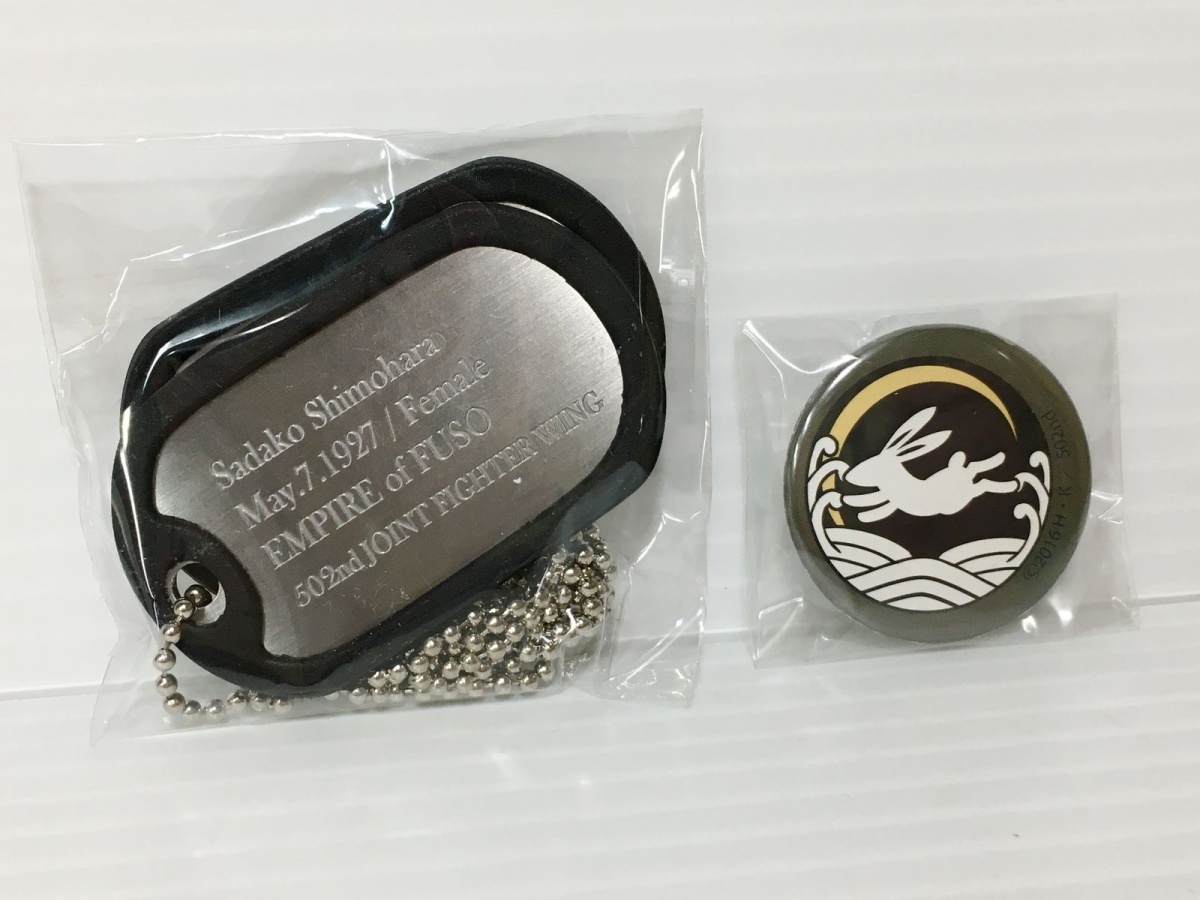 Sadako Shimohara
May.7.1927 / Female
EMPIRE of FUSO
502nd JOINT FIGHTER WING
©2016 H・K / 502nd